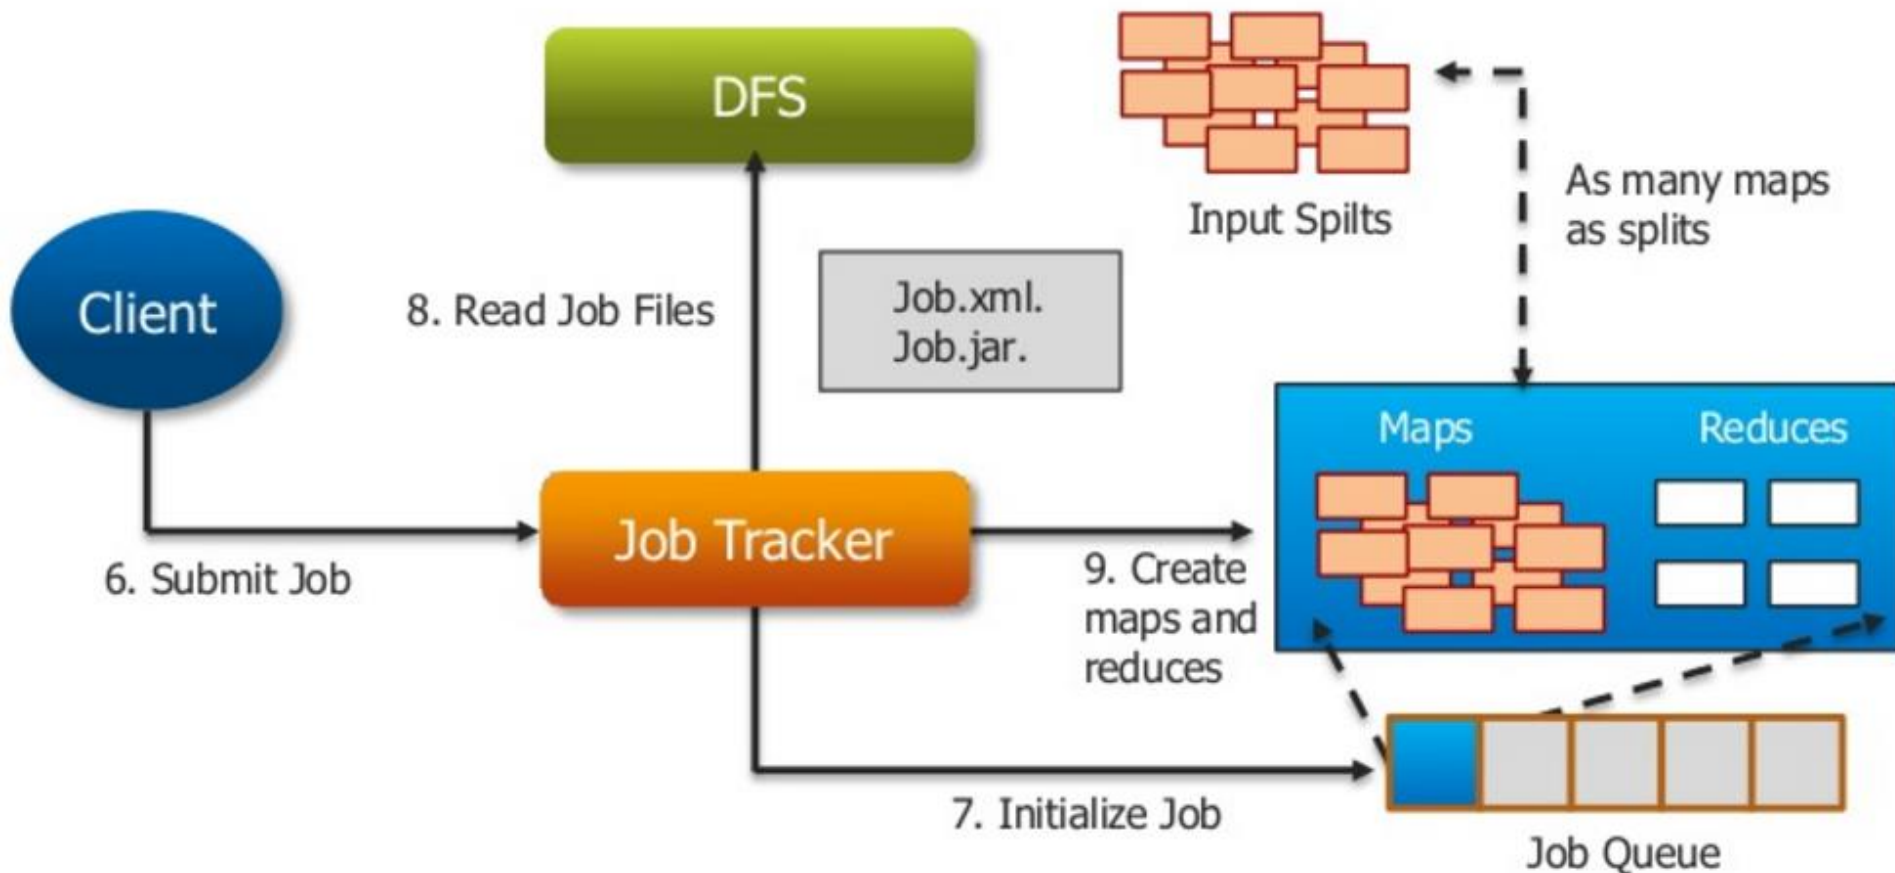 DFS
Input Spilts
As many maps
as splits
Client
8. Read Job Files
Job.xml.
Job.jar.
Maps
Reduces
Job Tracker
6. Submit Job
9. Create
maps and
reduces
7. Initialize Job
Job Queue